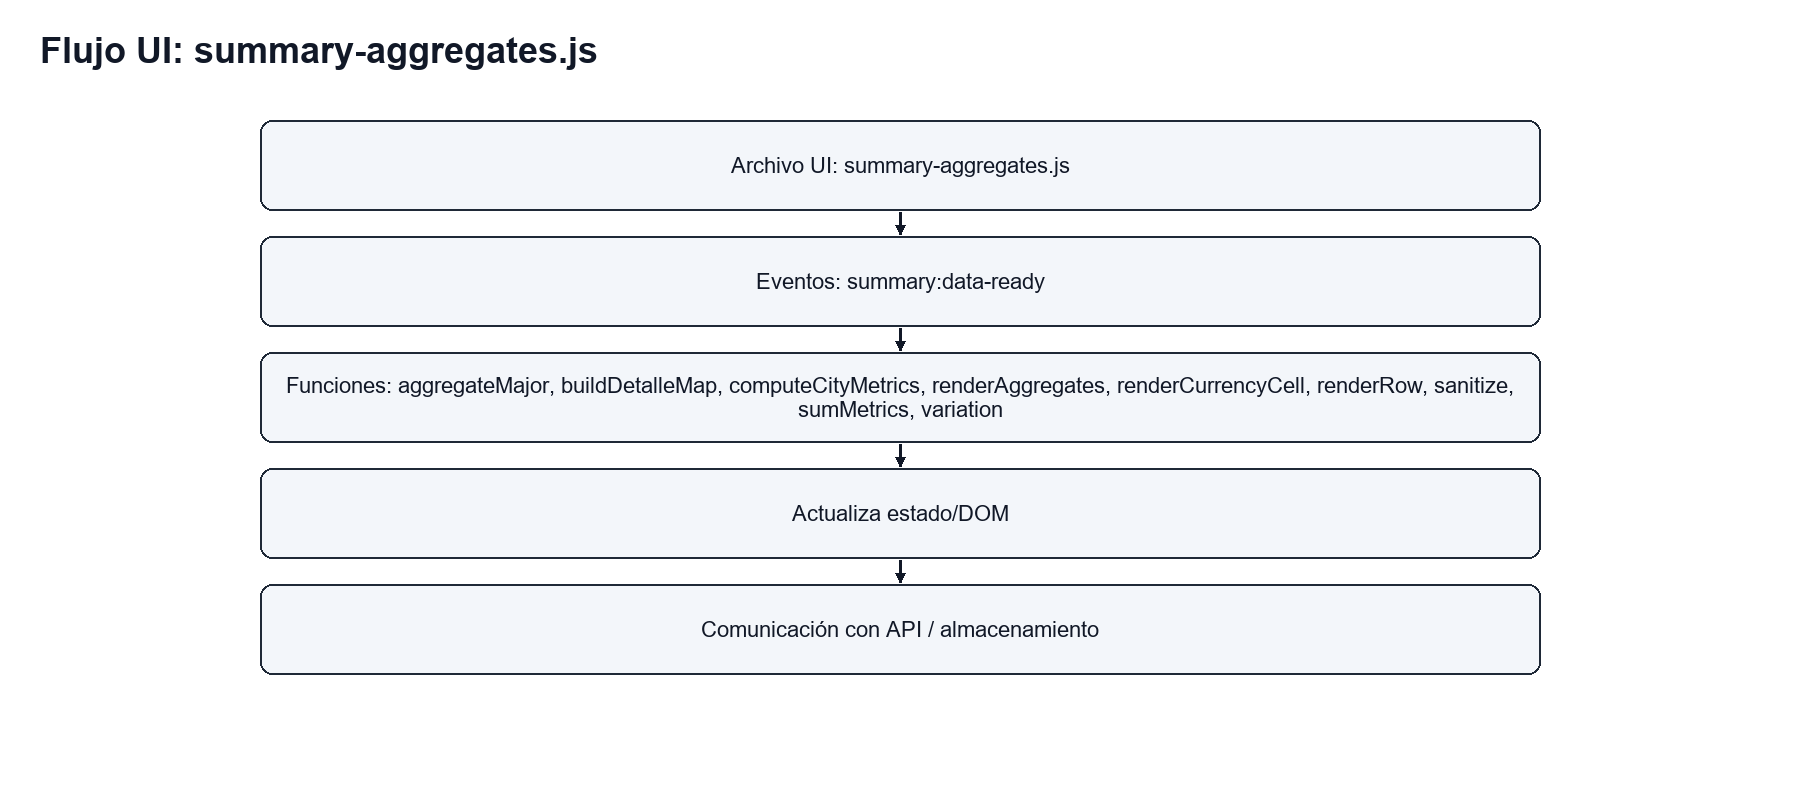 Flujo UI: summary-aggregates.js
Archivo UI: summary-aggregates.js
Eventos: summary:data-ready
Funciones: aggregateMajor, buildDetalleMap, computeCityMetrics, renderAggregates, renderCurrencyCell, renderRow, sanitize,
sumMetrics, variation
Actualiza estado/DOM
Comunicación con API / almacenamiento